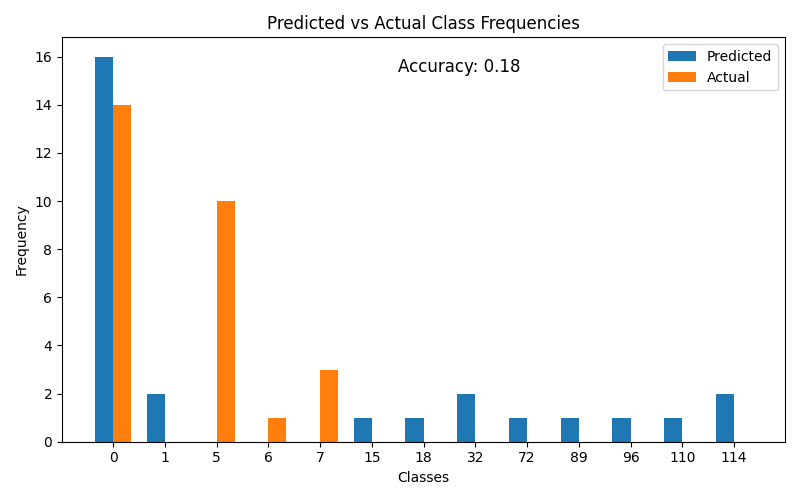 Predicted vs Actual Class Frequencies
Accuracy: 0.18
Predicted
Actual
16
14
12
10
8
6
4
2
0
Frequency
0 1 5 6 7 15 18 32 72 89 96 110 114
Classes